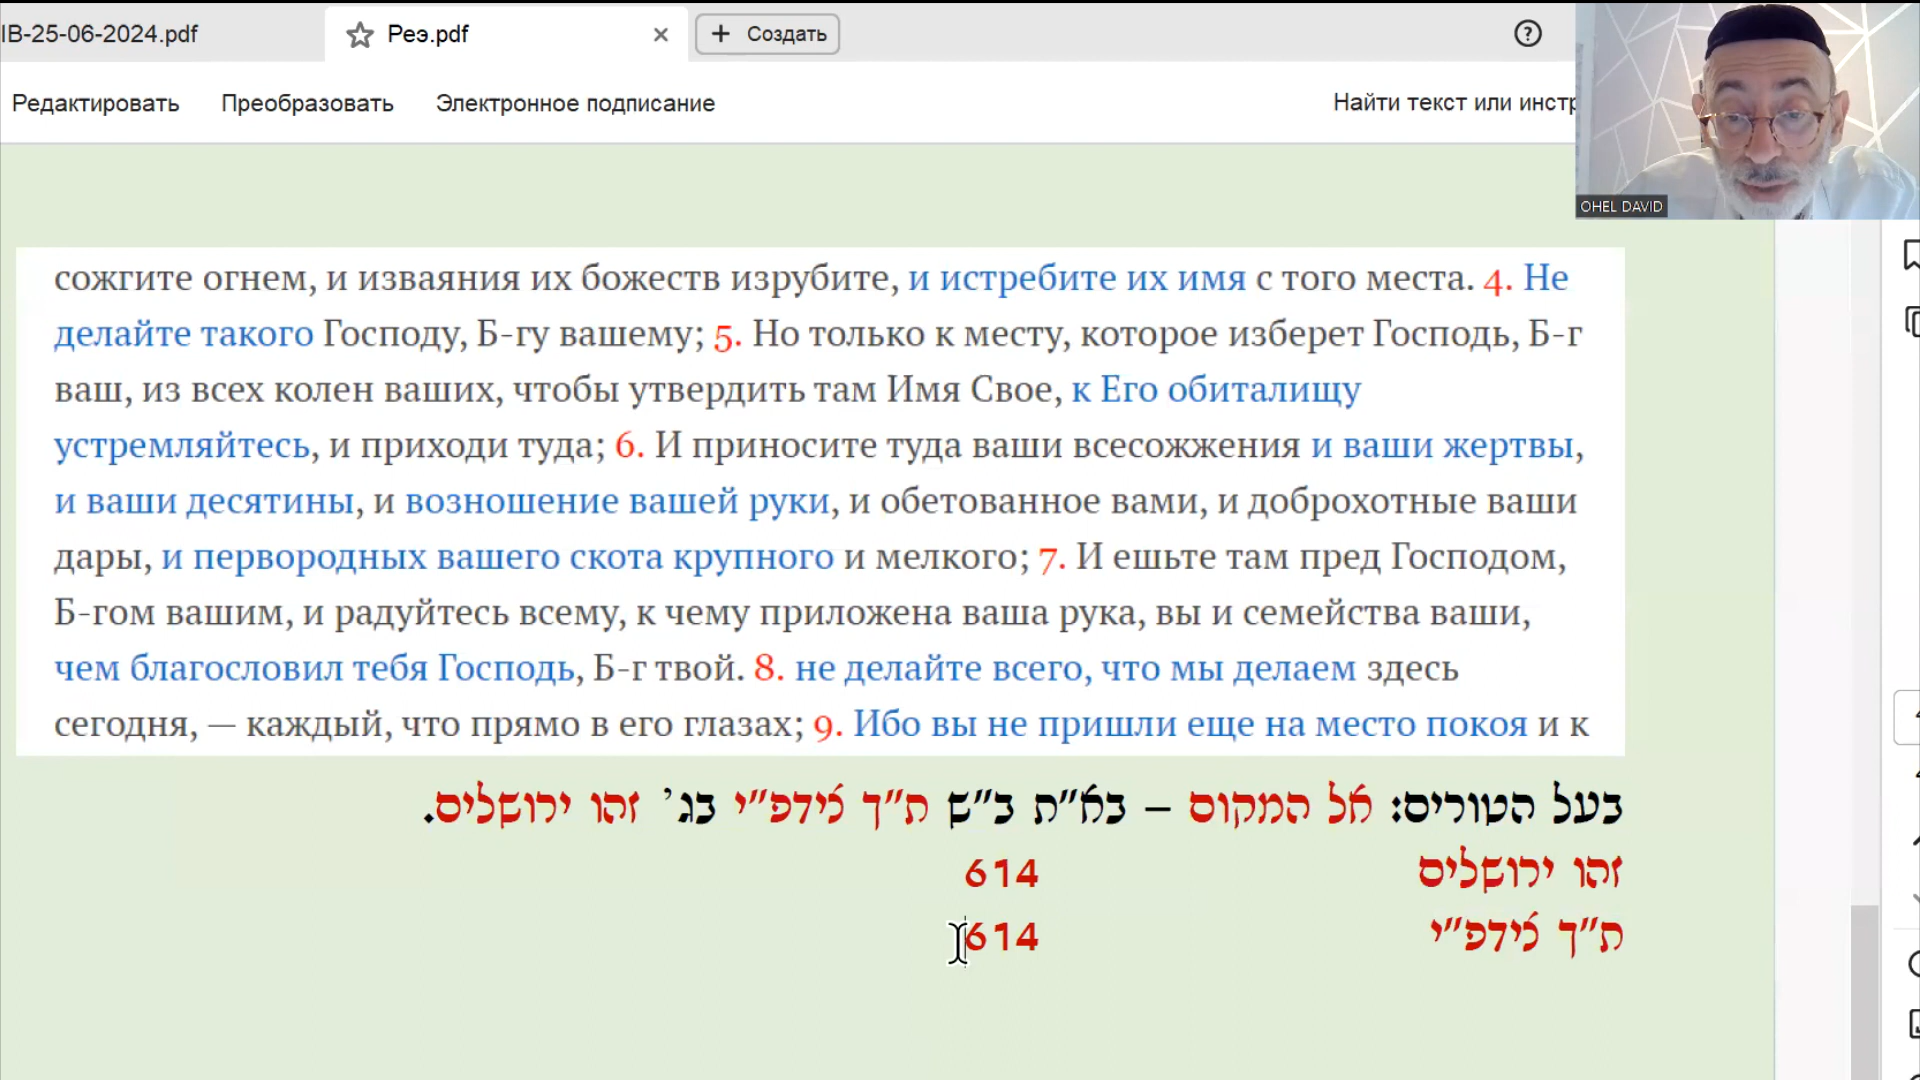 IB-25-06-2024.pdf
Реэ.pdf
Создать
Редактировать Преобразовать Электронное подписание
Найти текст или инстр
OHEL DAVID
сожгите огнем, и изваяния их божеств изрубите, и истребите их имя с того места. 4. Не
делайте такого Господу, Б-гу вашему; 5. Но только к месту, которое изберет Господь, Б-г
ваш, из всех колен ваших, чтобы утвердить там Имя Свое, к Его обиталищу
устремляйтесь, и приходи туда; 6. И приносите туда ваши всесожжения и ваши жертвы,
и ваши десятины, и возношение вашей руки, и обетованное вами, и доброхотные ваши
дары, и первородных вашего скота крупного и мелкого; 7. И ешьте там пред Господом,
Б-гом вашим, и радуйтесь всему, к чему приложена ваша рука, вы и семейства ваши,
чем благословил тебя Господь, Б-г твой. 8. не делайте всего, что мы делаем здесь
сегодня, — каждый, что прямо в его глазах; 9. Ибо вы не пришли еще на место покоя и к
בעל הטורים: אל המקום – בא"ת ב"ש ת"ך נידפ"י בג' זהו ירושלים.
זהו ירושלים 614
ת"ך נידפ"י 614